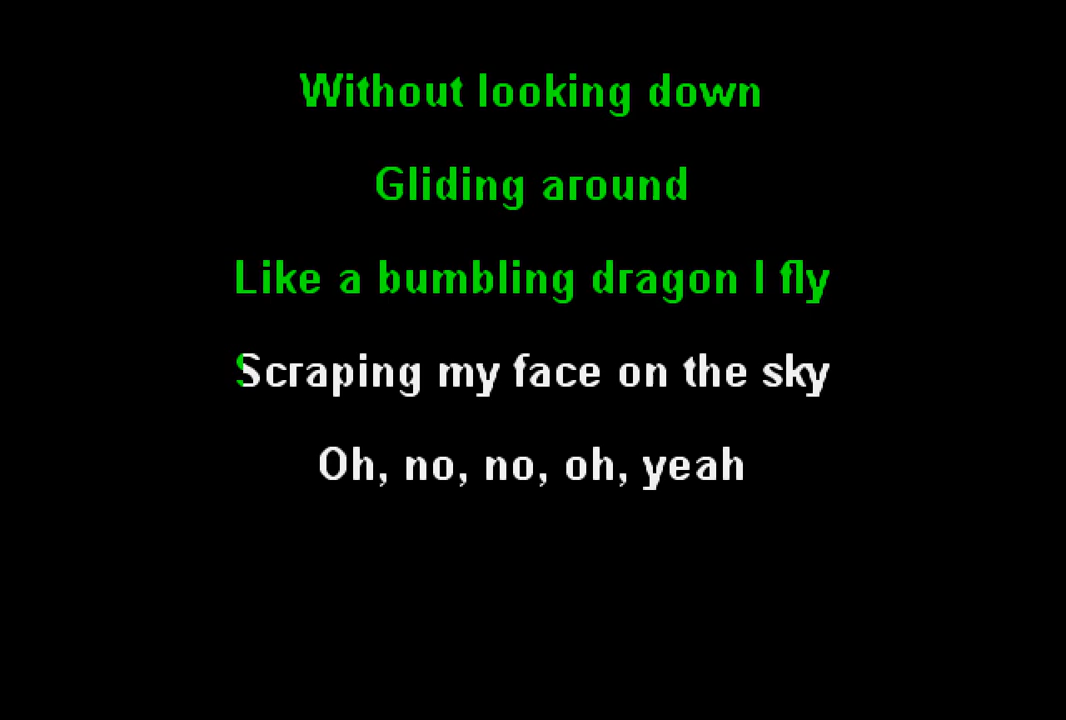 Without looking down
Gliding around
Like a bumbling dragon I fly
Scraping my face on the sky
Oh, no, no, oh, yeah